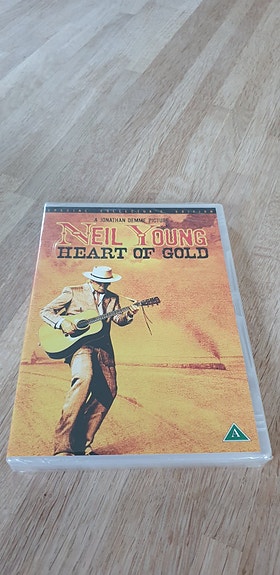 SPECIAL COLLECTOR'S EDITION
A JONATHAN DEMME PICTURE
NEIL YOUNG
HEART OF GOLD
A